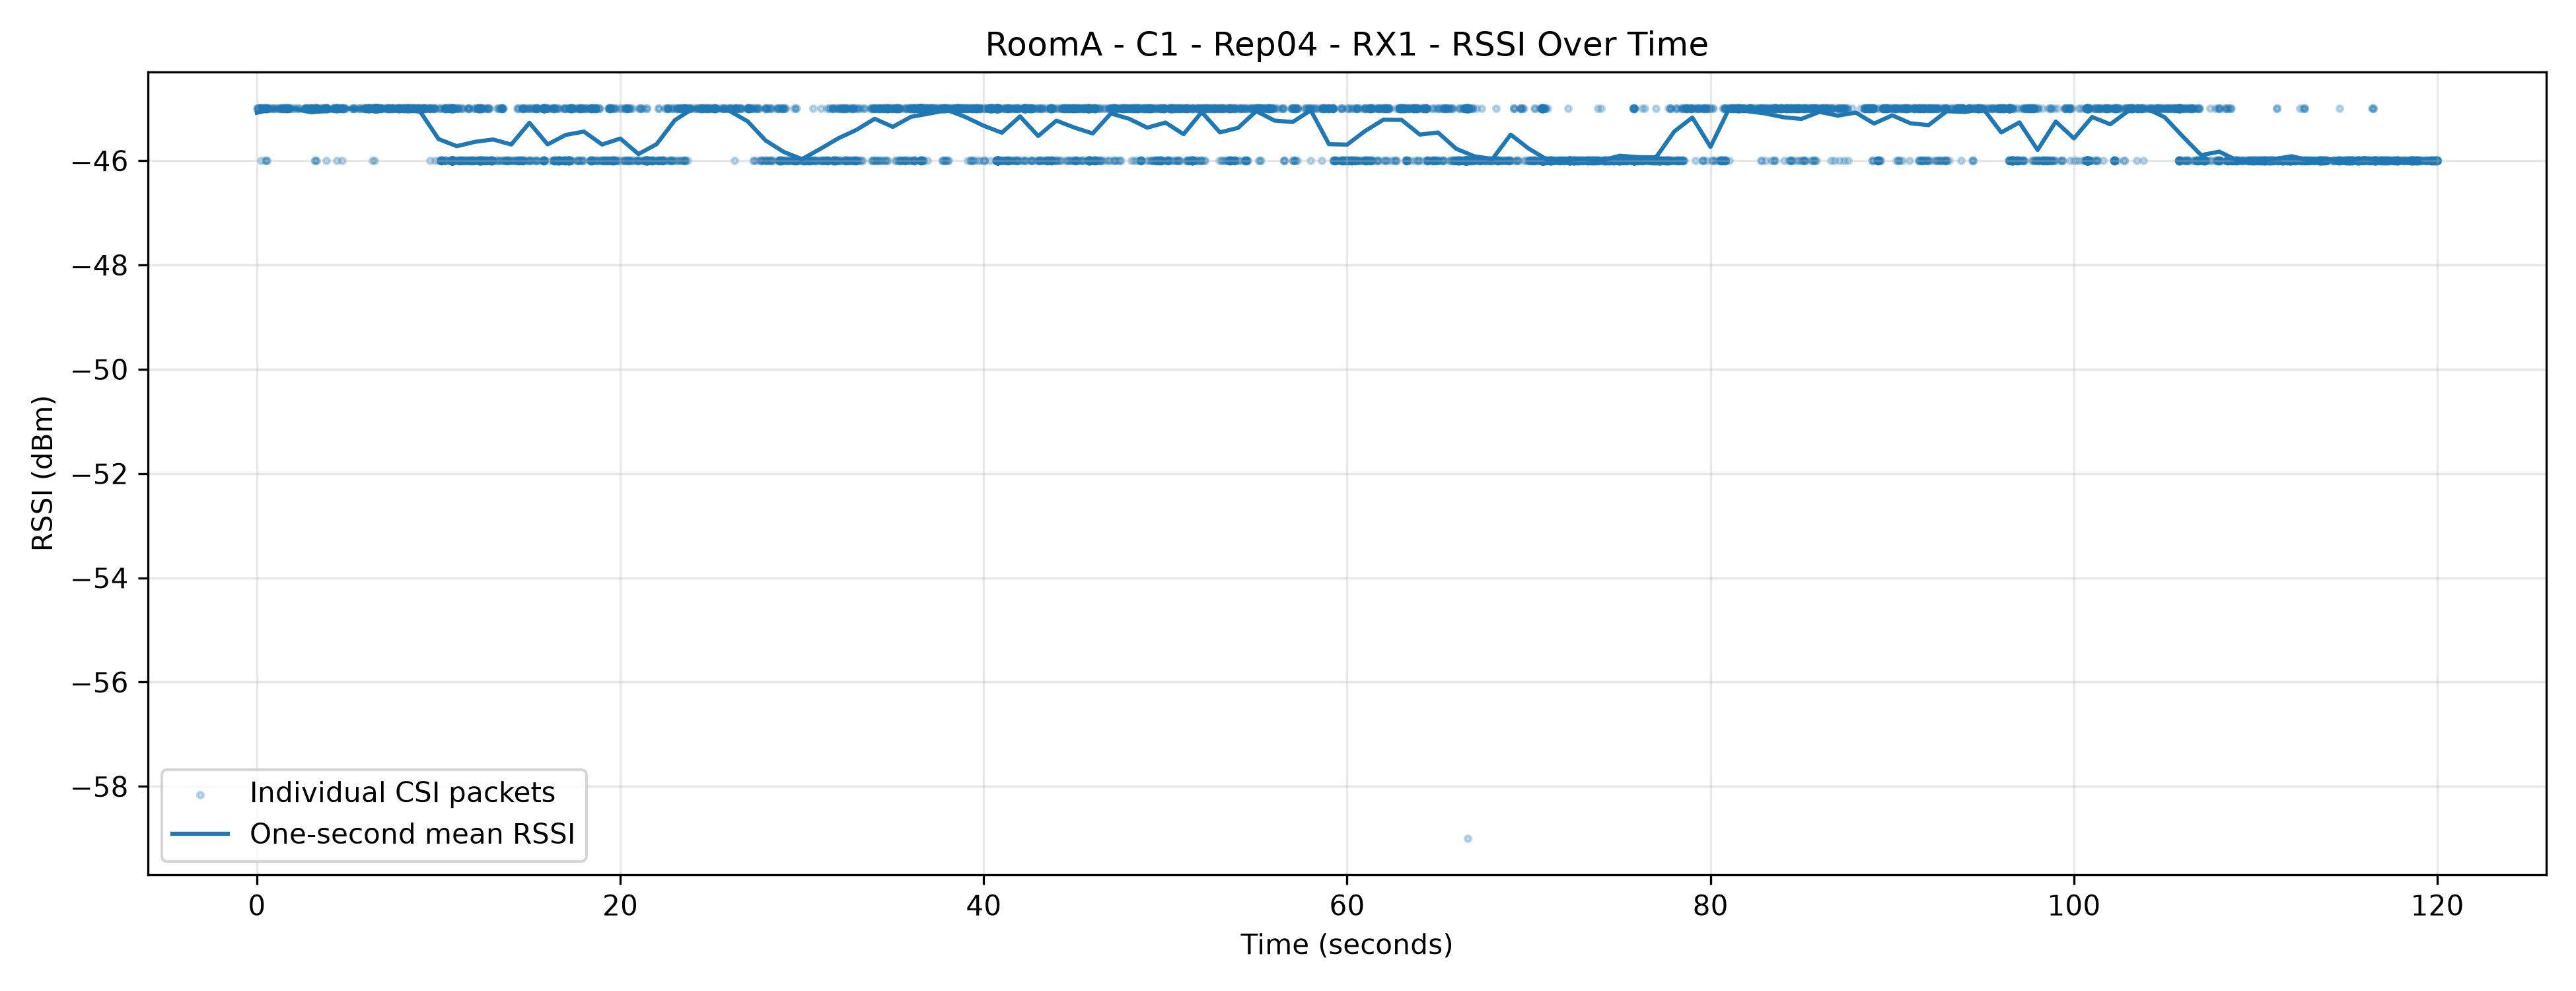 RoomA - C1 - Rep04 - RX1 - RSSI Over Time
RSSI (dBm)
−46
−48
−50
−52
−54
−56
−58
Individual CSI packets
One-second mean RSSI
0 20 40 60 80 100 120
Time (seconds)